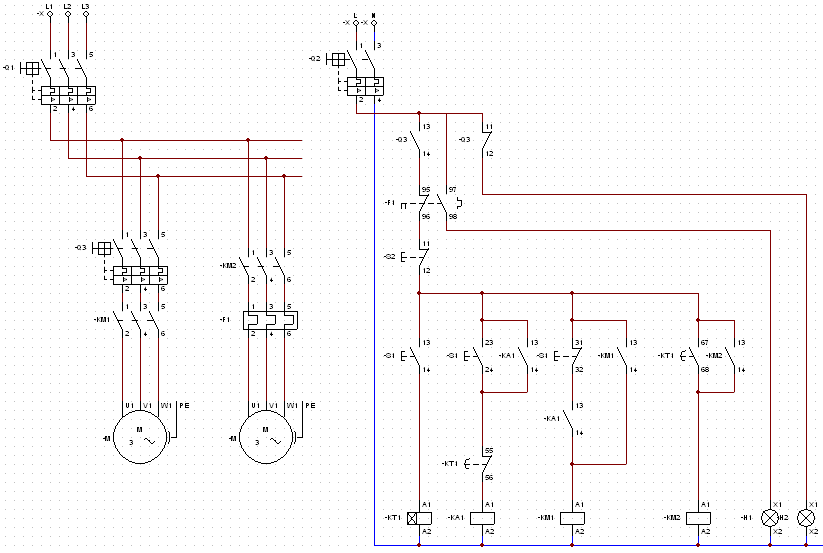 L1 L2 L3
-X
L N
-X -X
-Q1 1 3 5
2 4 6
-Q2 1 3
2 4
-Q3 13
14
-Q3 11
12
-F1 95 97
96 98
-S2 11
12
-Q3 1 3 5
2 4 6
-KM2 1 3 5
2 4 6
-KM1 1 3 5
2 4 6
-F1 1 3 5
2 4 6
-S1 13
14
-S1 23
24
-KA1 13
14
-S1 31
32
-KM1 13
14
-KT1 67
68
-KM2 13
14
-KA1 13
14
U1 V1 W1 PE
-M M
3
U1 V1 W1 PE
-M M
3
-KT1 55
56
-KT1 A1
A2
-KA1 A1
A2
-KM1 A1
A2
-KM2 A1
A2
-H1 X1
X2
-H2 X1
X2